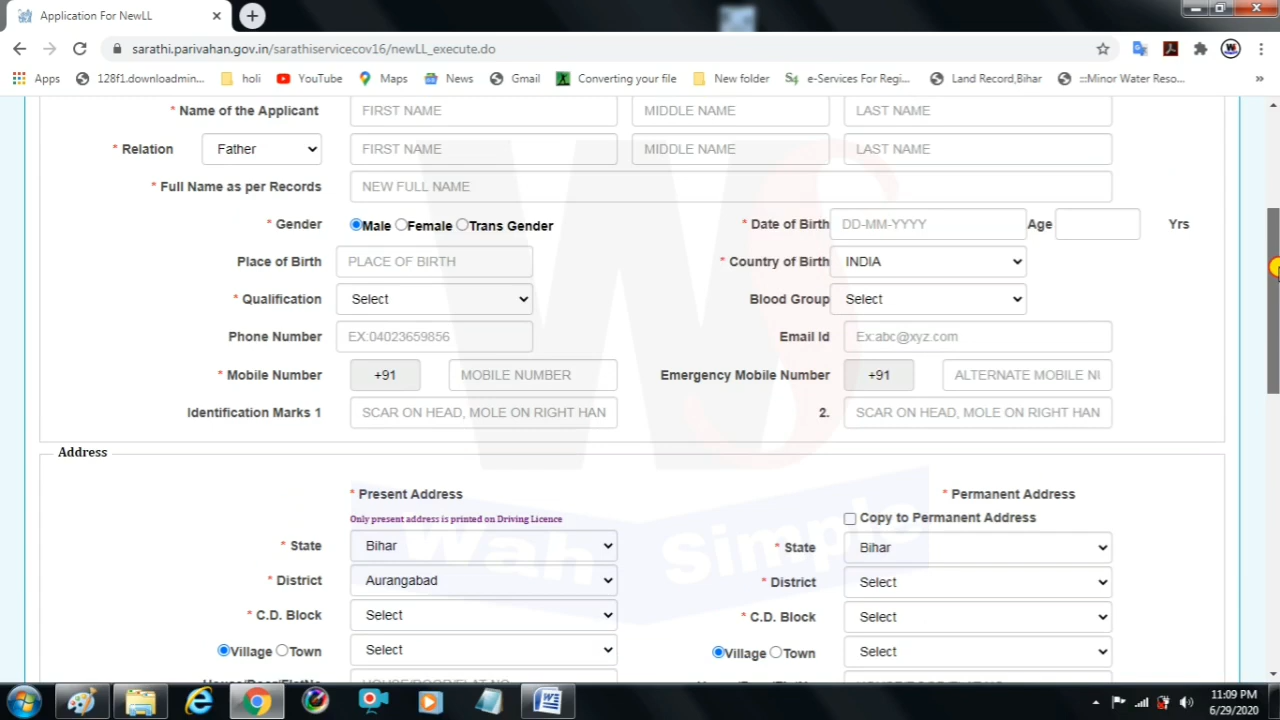 Application For NewLL
sarathi.parivahan.gov.in/sarathiservicecov16/newLL_execute.do
Apps 128f1.downloadmin... holi YouTube Maps News Gmail Converting your file New folder e-Services For Regi... Land Record,Bihar :::Minor Water Reso... »
* Name of the Applicant FIRST NAME MIDDLE NAME LAST NAME
* Relation Father FIRST NAME MIDDLE NAME LAST NAME
* Full Name as per Records NEW FULL NAME
* Gender Male Female Trans Gender * Date of Birth DD-MM-YYYY Age Yrs
Place of Birth PLACE OF BIRTH * Country of Birth INDIA
* Qualification Select Blood Group Select
Phone Number EX:04023659856 Email Id Ex:abc@xyz.com
* Mobile Number +91 MOBILE NUMBER Emergency Mobile Number +91 ALTERNATE MOBILE NI
Identification Marks 1 SCAR ON HEAD, MOLE ON RIGHT HAN 2. SCAR ON HEAD, MOLE ON RIGHT HAN
Address
* Present Address * Permanent Address
Only present address is printed on Driving Licence Copy to Permanent Address
* State Bihar * State Bihar
* District Aurangabad * District Select
* C.D. Block Select * C.D. Block Select
Village Town Select Village Town Select
Wah Simple
11:09 PM
6/29/2020